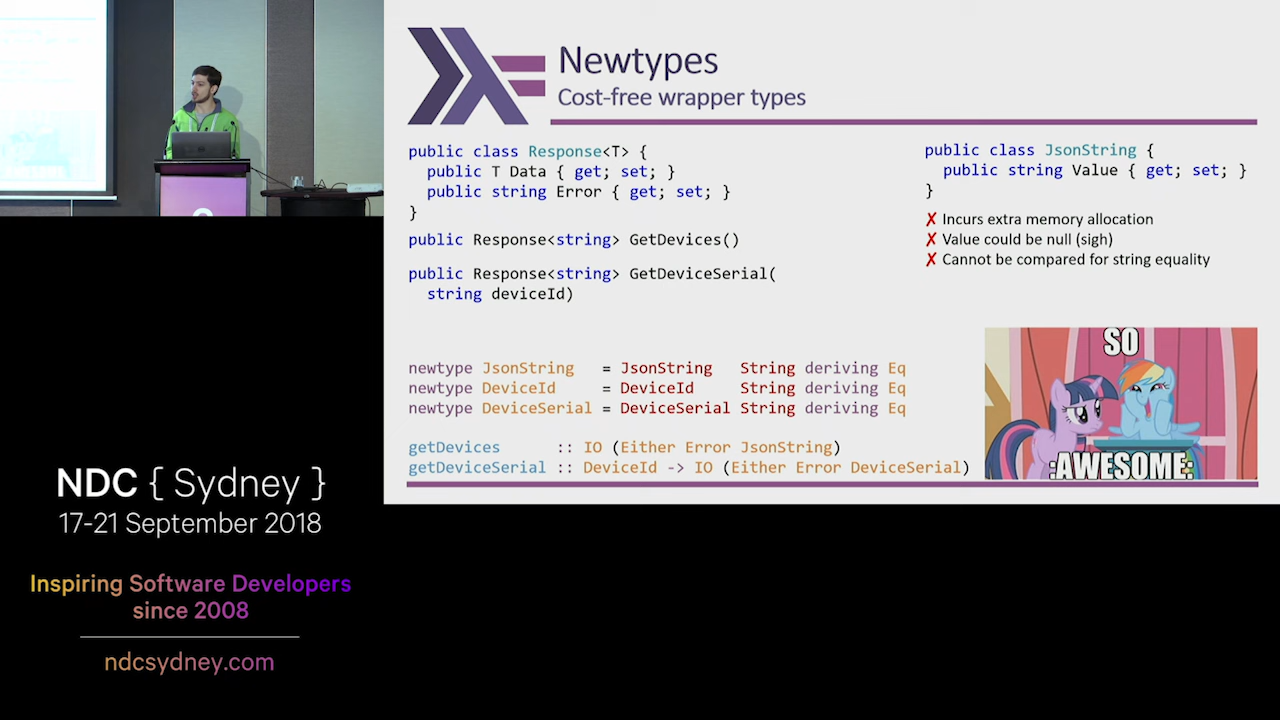 Newtypes
Cost-free wrapper types
public class Response<T> {
  public T Data { get; set; }
  public string Error { get; set; }
}
public Response<string> GetDevices()
public Response<string> GetDeviceSerial(
  string deviceId)
public class JsonString {
  public string Value { get; set; }
}
✗ Incurs extra memory allocation
✗ Value could be null (sigh)
✗ Cannot be compared for string equality
newtype JsonString   = JsonString   String deriving Eq
newtype DeviceId     = DeviceId     String deriving Eq
newtype DeviceSerial = DeviceSerial String deriving Eq
getDevices      :: IO (Either Error JsonString)
getDeviceSerial :: DeviceId -> IO (Either Error DeviceSerial)
SO
:AWESOME:
NDC { Sydney }
17-21 September 2018
Inspiring Software Developers
since 2008
ndcsydney.com